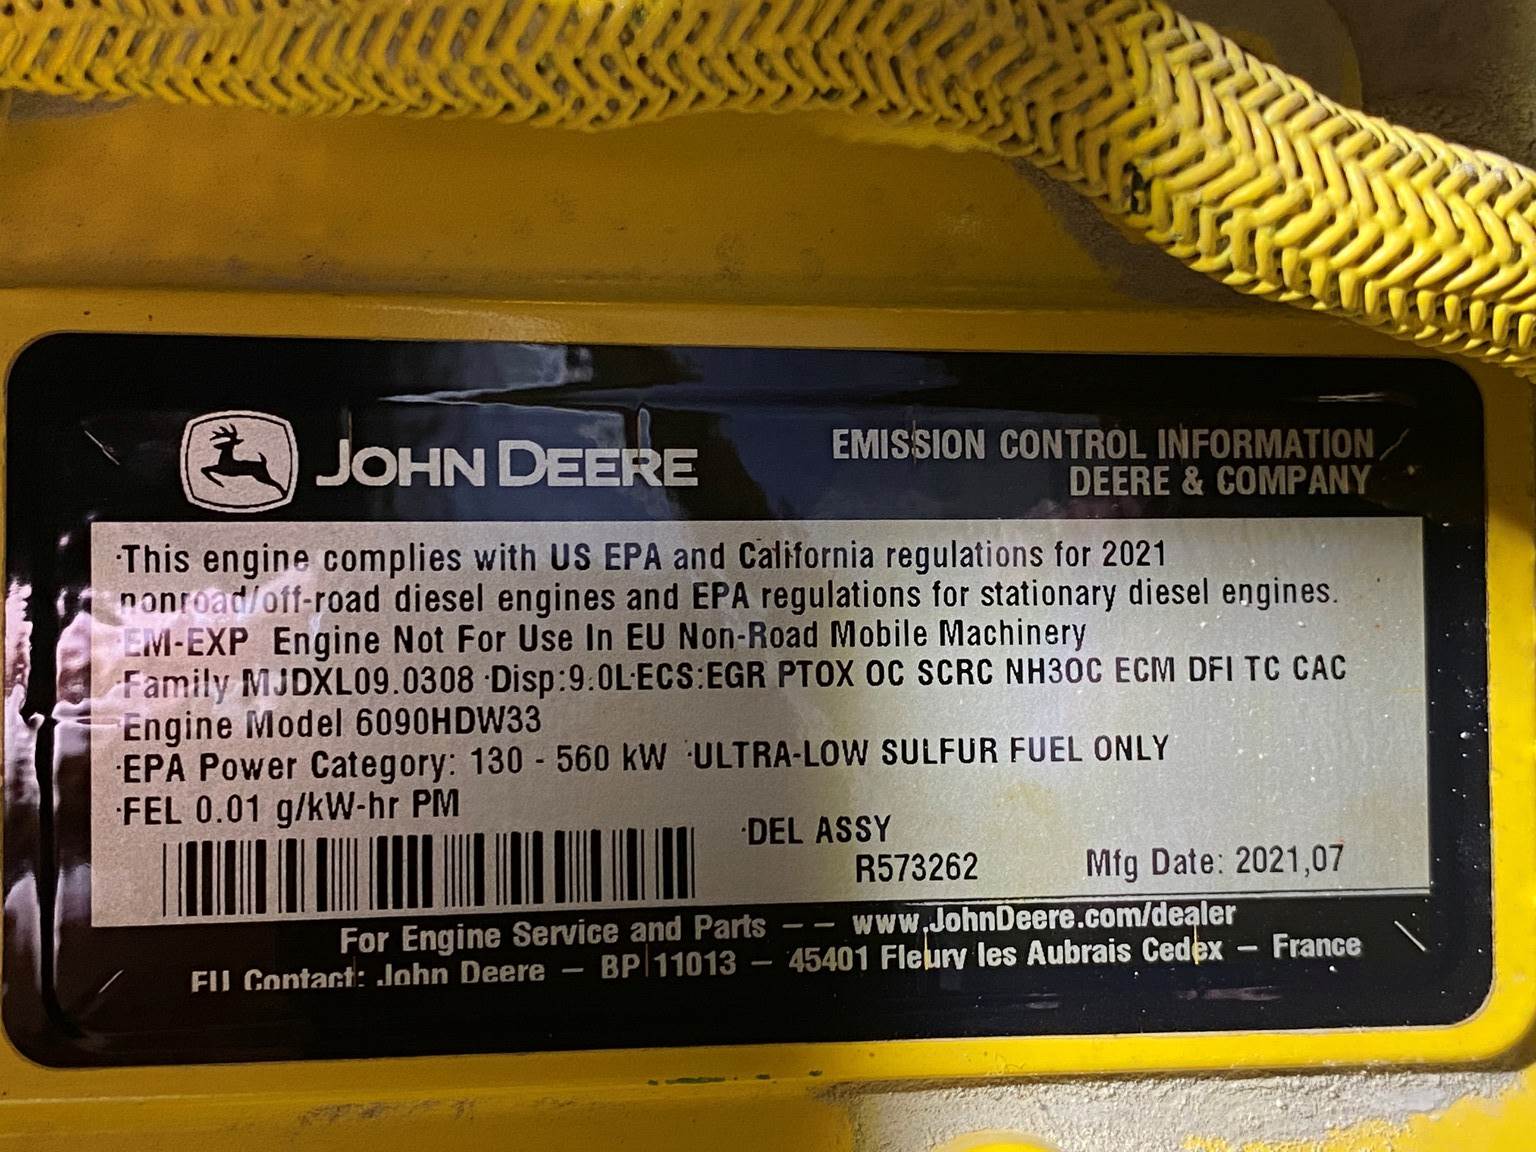 JOHN DEERE
EMISSION CONTROL INFORMATION
DEERE & COMPANY
·This engine complies with US EPA and California regulations for 2021
nonroad/off-road diesel engines and EPA regulations for stationary diesel engines.
·EM-EXP Engine Not For Use In EU Non-Road Mobile Machinery
·Family MJDXL09.0308 ·Disp:9.0L·ECS:EGR PTOX OC SCRC NH3OC ECM DFI TC CAC
·Engine Model 6090HDW33
·EPA Power Category: 130 - 560 kW ·ULTRA-LOW SULFUR FUEL ONLY
·FEL 0.01 g/kW-hr PM
·DEL ASSY
R573262 Mfg Date: 2021,07
For Engine Service and Parts — — www.JohnDeere.com/dealer
EU Contact: John Deere — BP 11013 — 45401 Fleury les Aubrais Cedex — France